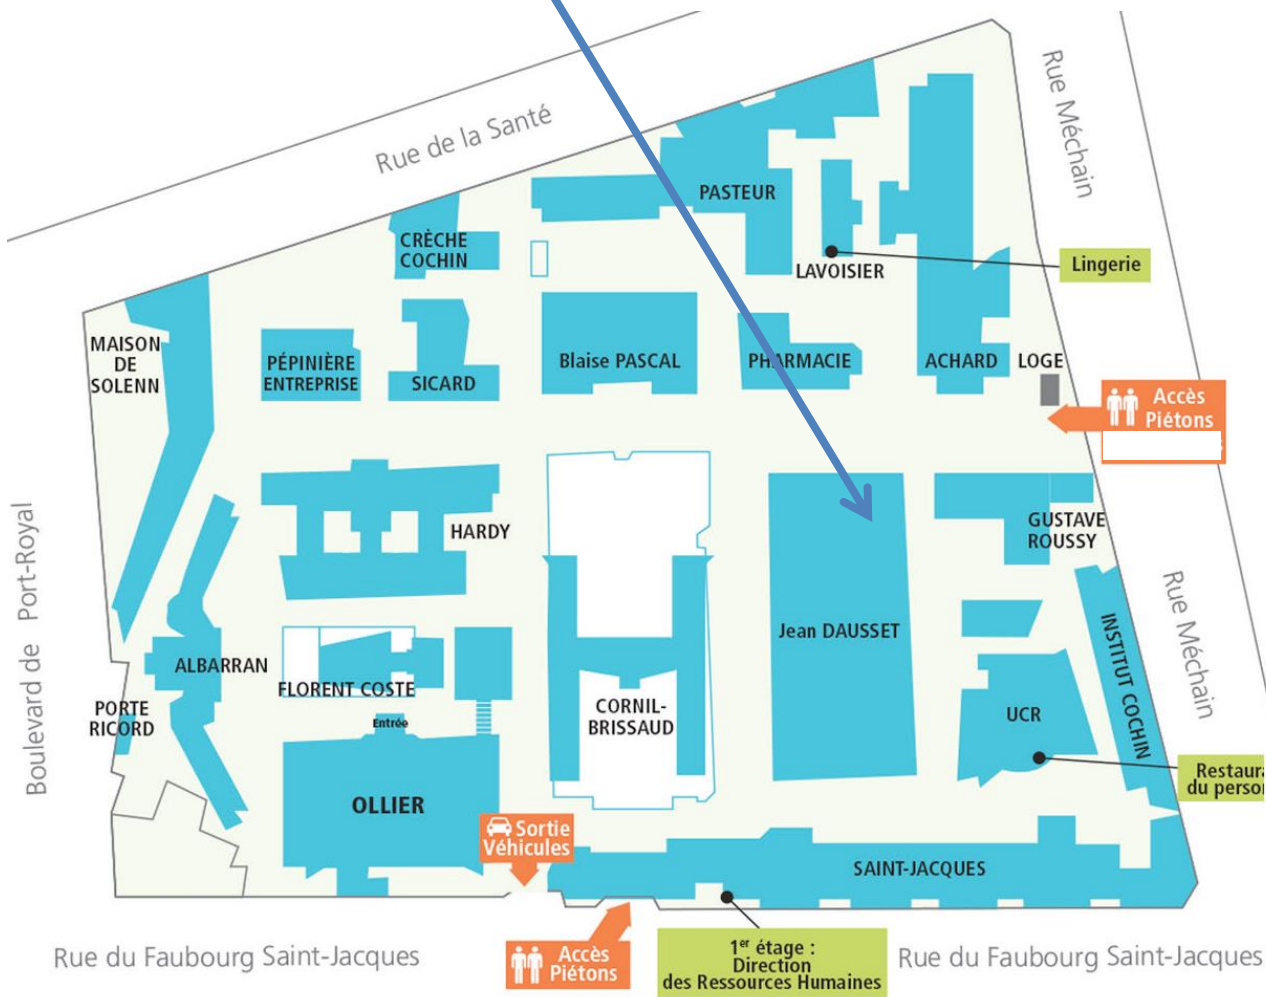 Rue de la Santé
Rue Méchain
PASTEUR
CRÈCHE
COCHIN
LAVOISIER
Lingerie
MAISON
DE
SOLENN
PÉPINIÈRE
ENTREPRISE
SICARD
Blaise PASCAL
PHARMACIE
ACHARD
LOGE
Accès
Piétons
Boulevard de Port-Royal
HARDY
GUSTAVE
ROUSSY
Rue Méchain
Jean DAUSSET
INSTITUT COCHIN
ALBARRAN
FLORENT COSTE
PORTE
RICORD
Entrée
CORNIL-
BRISSAUD
UCR
OLLIER
Restaura
du person
Sortie
Véhicules
SAINT-JACQUES
Rue du Faubourg Saint-Jacques
Accès
Piétons
1er étage :
Direction
des Ressources Humaines
Rue du Faubourg Saint-Jacques